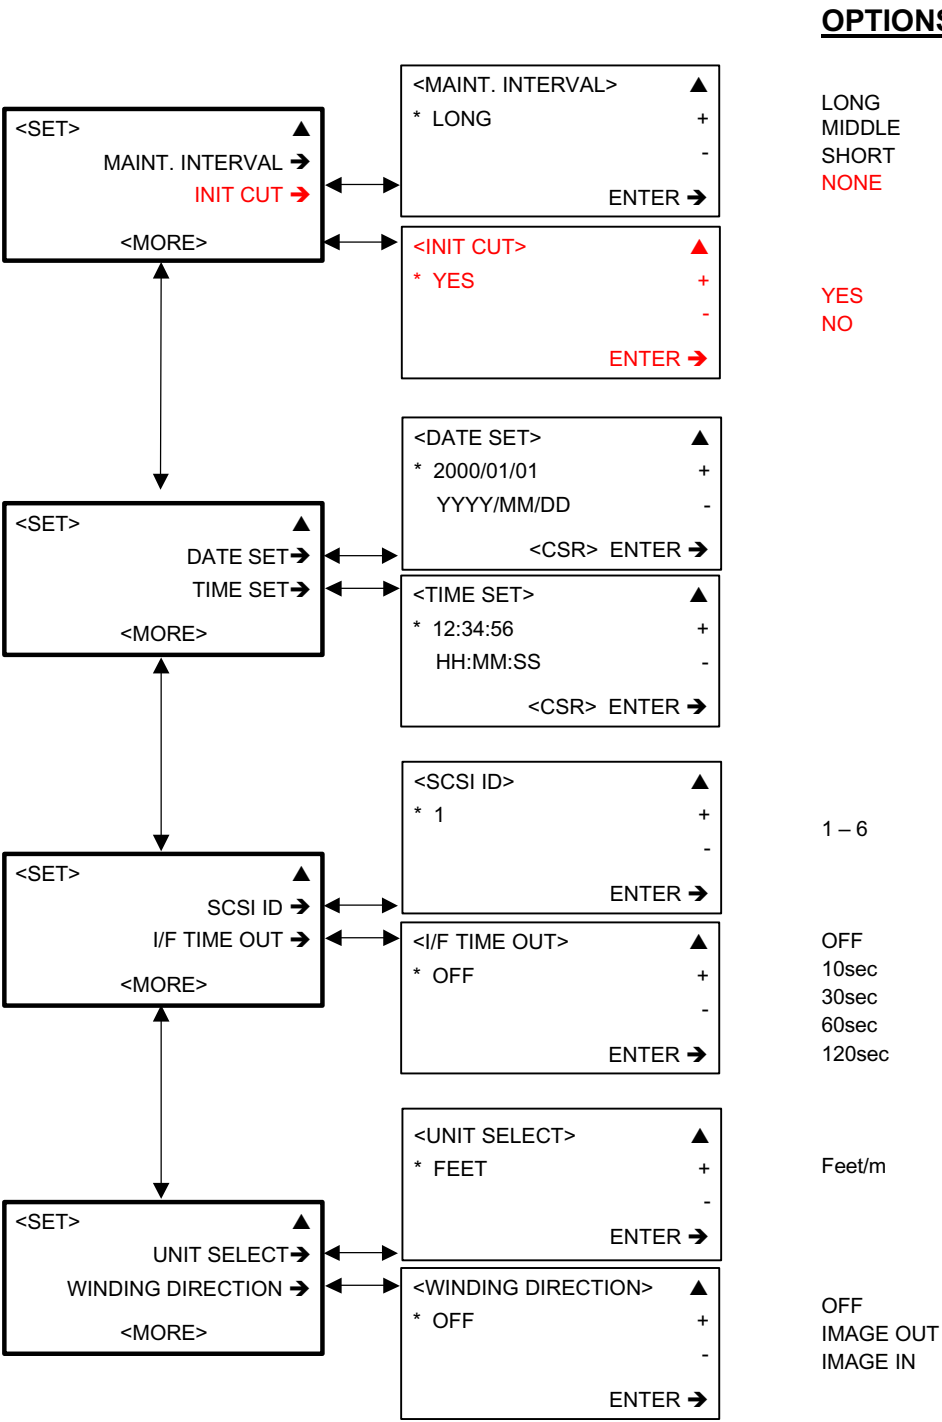 OPTIONS
<SET> ▲
MAINT. INTERVAL ➔
INIT CUT ➔
<MORE>
<MAINT. INTERVAL> ▲
* LONG +
-
ENTER ➔
LONG
MIDDLE
SHORT
NONE
<INIT CUT> ▲
* YES +
-
ENTER ➔
YES
NO
<SET> ▲
DATE SET➔
TIME SET➔
<MORE>
<DATE SET> ▲
* 2000/01/01 +
YYYY/MM/DD -
<CSR> ENTER ➔
<TIME SET> ▲
* 12:34:56 +
HH:MM:SS -
<CSR> ENTER ➔
<SET> ▲
SCSI ID ➔
I/F TIME OUT ➔
<MORE>
<SCSI ID> ▲
* 1 +
-
ENTER ➔
1 – 6
<I/F TIME OUT> ▲
* OFF +
-
ENTER ➔
OFF
10sec
30sec
60sec
120sec
<SET> ▲
UNIT SELECT➔
WINDING DIRECTION ➔
<MORE>
<UNIT SELECT> ▲
* FEET +
-
ENTER ➔
Feet/m
<WINDING DIRECTION> ▲
* OFF +
-
ENTER ➔
OFF
IMAGE OUT
IMAGE IN